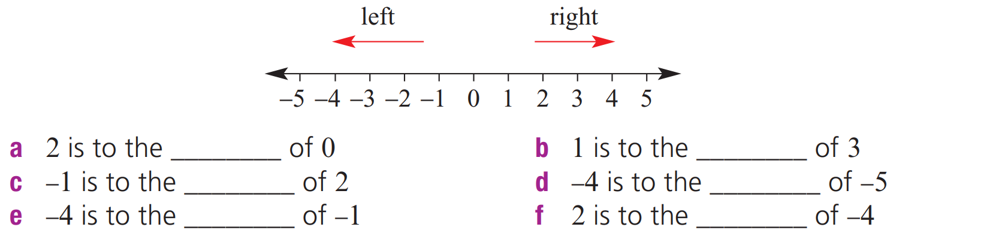 left right
–5 –4 –3 –2 –1 0 1 2 3 4 5
a 2 is to the ________ of 0 b 1 is to the ________ of 3
c –1 is to the ________ of 2 d –4 is to the ________ of –5
e –4 is to the ________ of –1 f 2 is to the ________ of –4